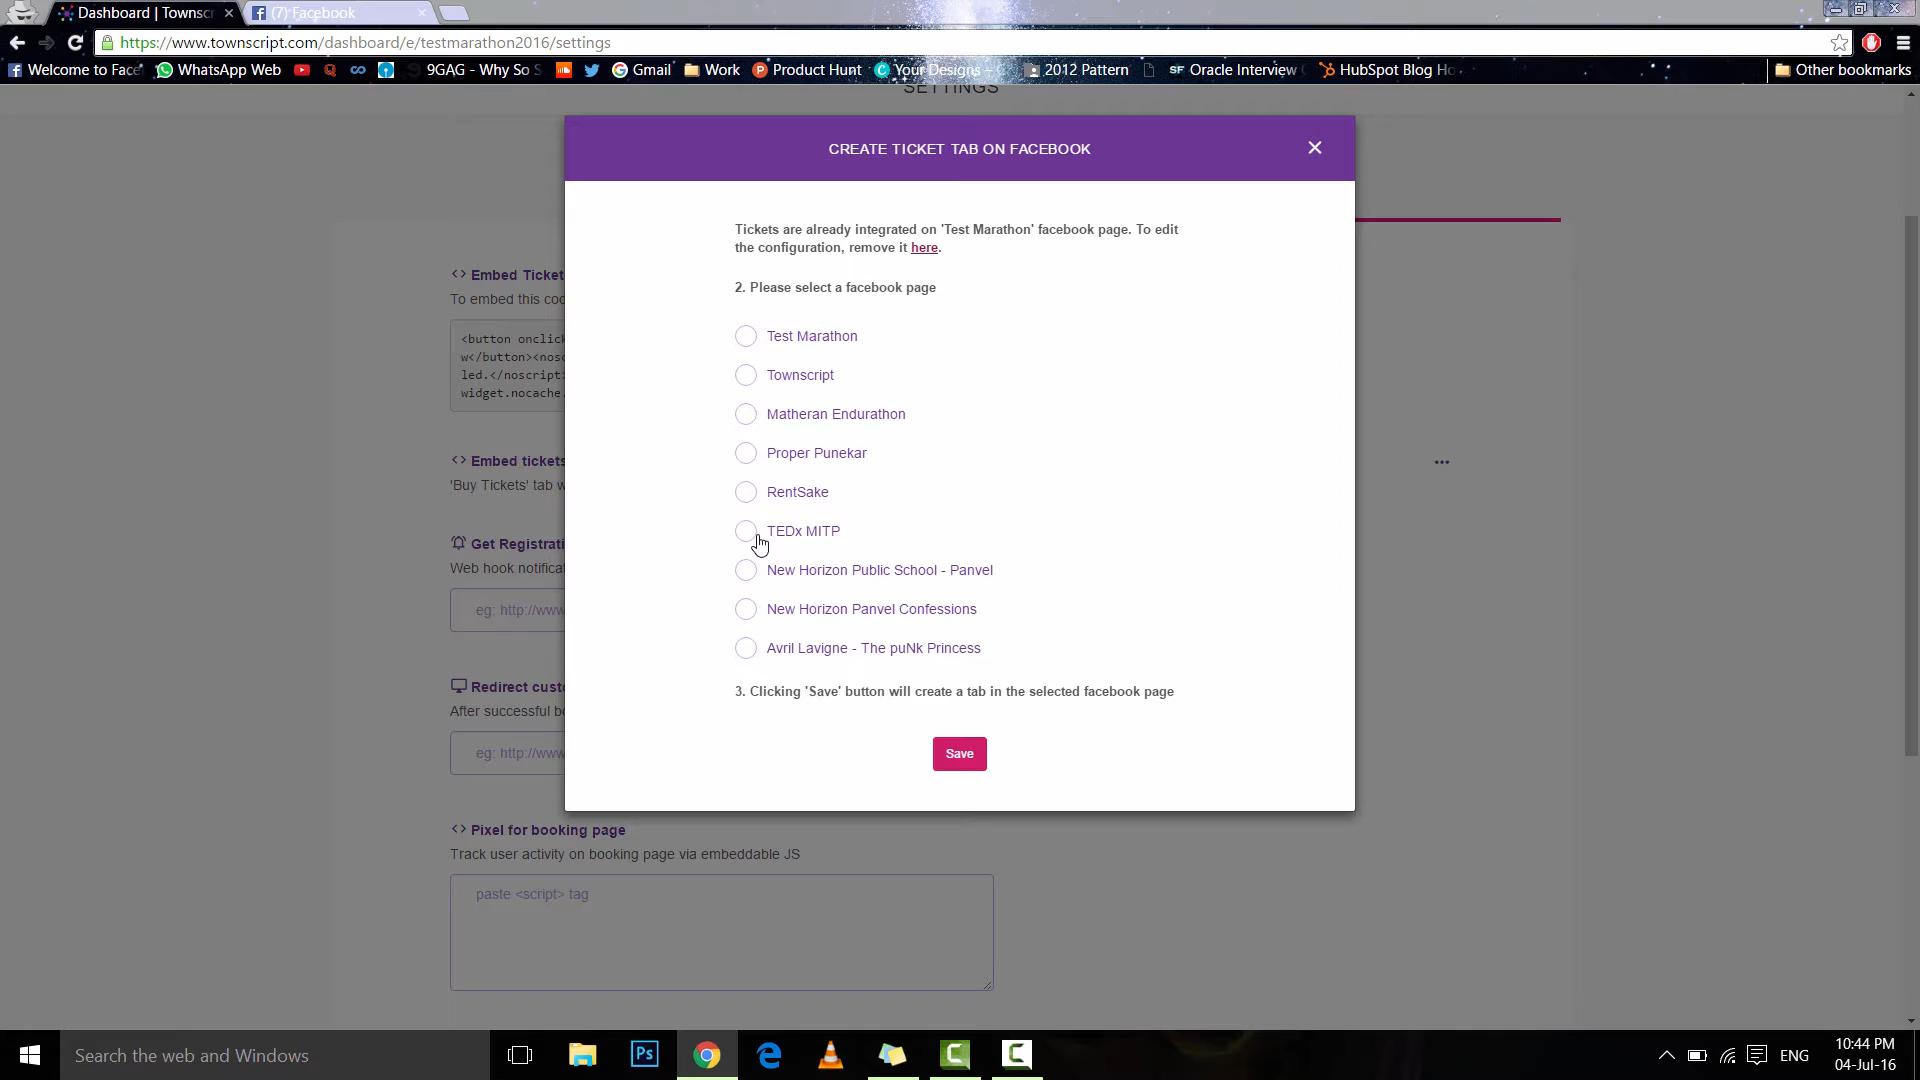 Dashboard | Townscr
(7) Facebook
https://www.townscript.com/dashboard/e/testmarathon2016/settings
Welcome to Face
WhatsApp Web
9GAG - Why So S
Gmail
Work
Product Hunt
Your Designs –
2012 Pattern
SF Oracle Interview
HubSpot Blog Ho
Other bookmarks
SETTINGS
CREATE TICKET TAB ON FACEBOOK
Tickets are already integrated on 'Test Marathon' facebook page. To edit
the configuration, remove it here.
2. Please select a facebook page
Test Marathon
Townscript
Matheran Endurathon
Proper Punekar
RentSake
TEDx MITP
New Horizon Public School - Panvel
New Horizon Panvel Confessions
Avril Lavigne - The puNk Princess
3. Clicking 'Save' button will create a tab in the selected facebook page
Save
<> Embed Ticket
To embed this co
<button onclic
w</button><nos
led.</noscript
widget.nocache.
<> Embed tickets
'Buy Tickets' tab w
Get Registrati
Web hook notifica
eg: http://www
Redirect cust
After successful b
eg: http://www
<> Pixel for booking page
Track user activity on booking page via embeddable JS
paste <script> tag
Search the web and Windows
Ps
ENG
10:44 PM
04-Jul-16